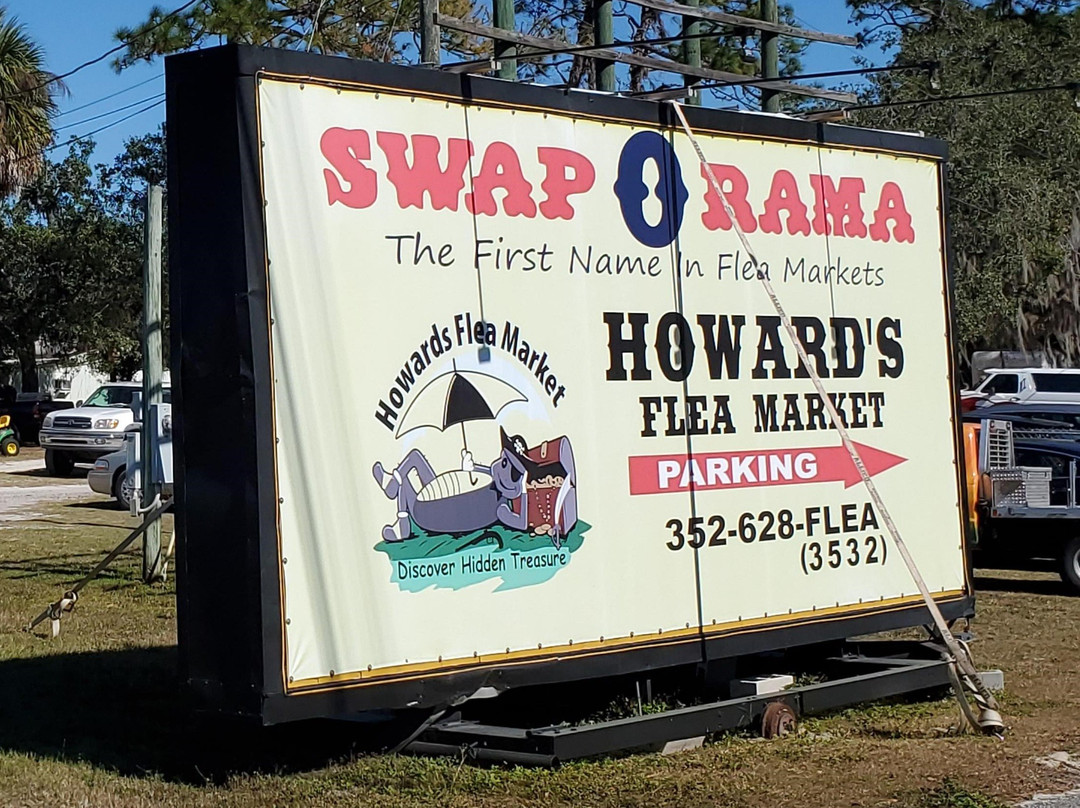 SWAP O RAMA
The First Name In Flea Markets
Howards Flea Market
Discover Hidden Treasure
HOWARD'S
FLEA MARKET
PARKING
352-628-FLEA
(3532)